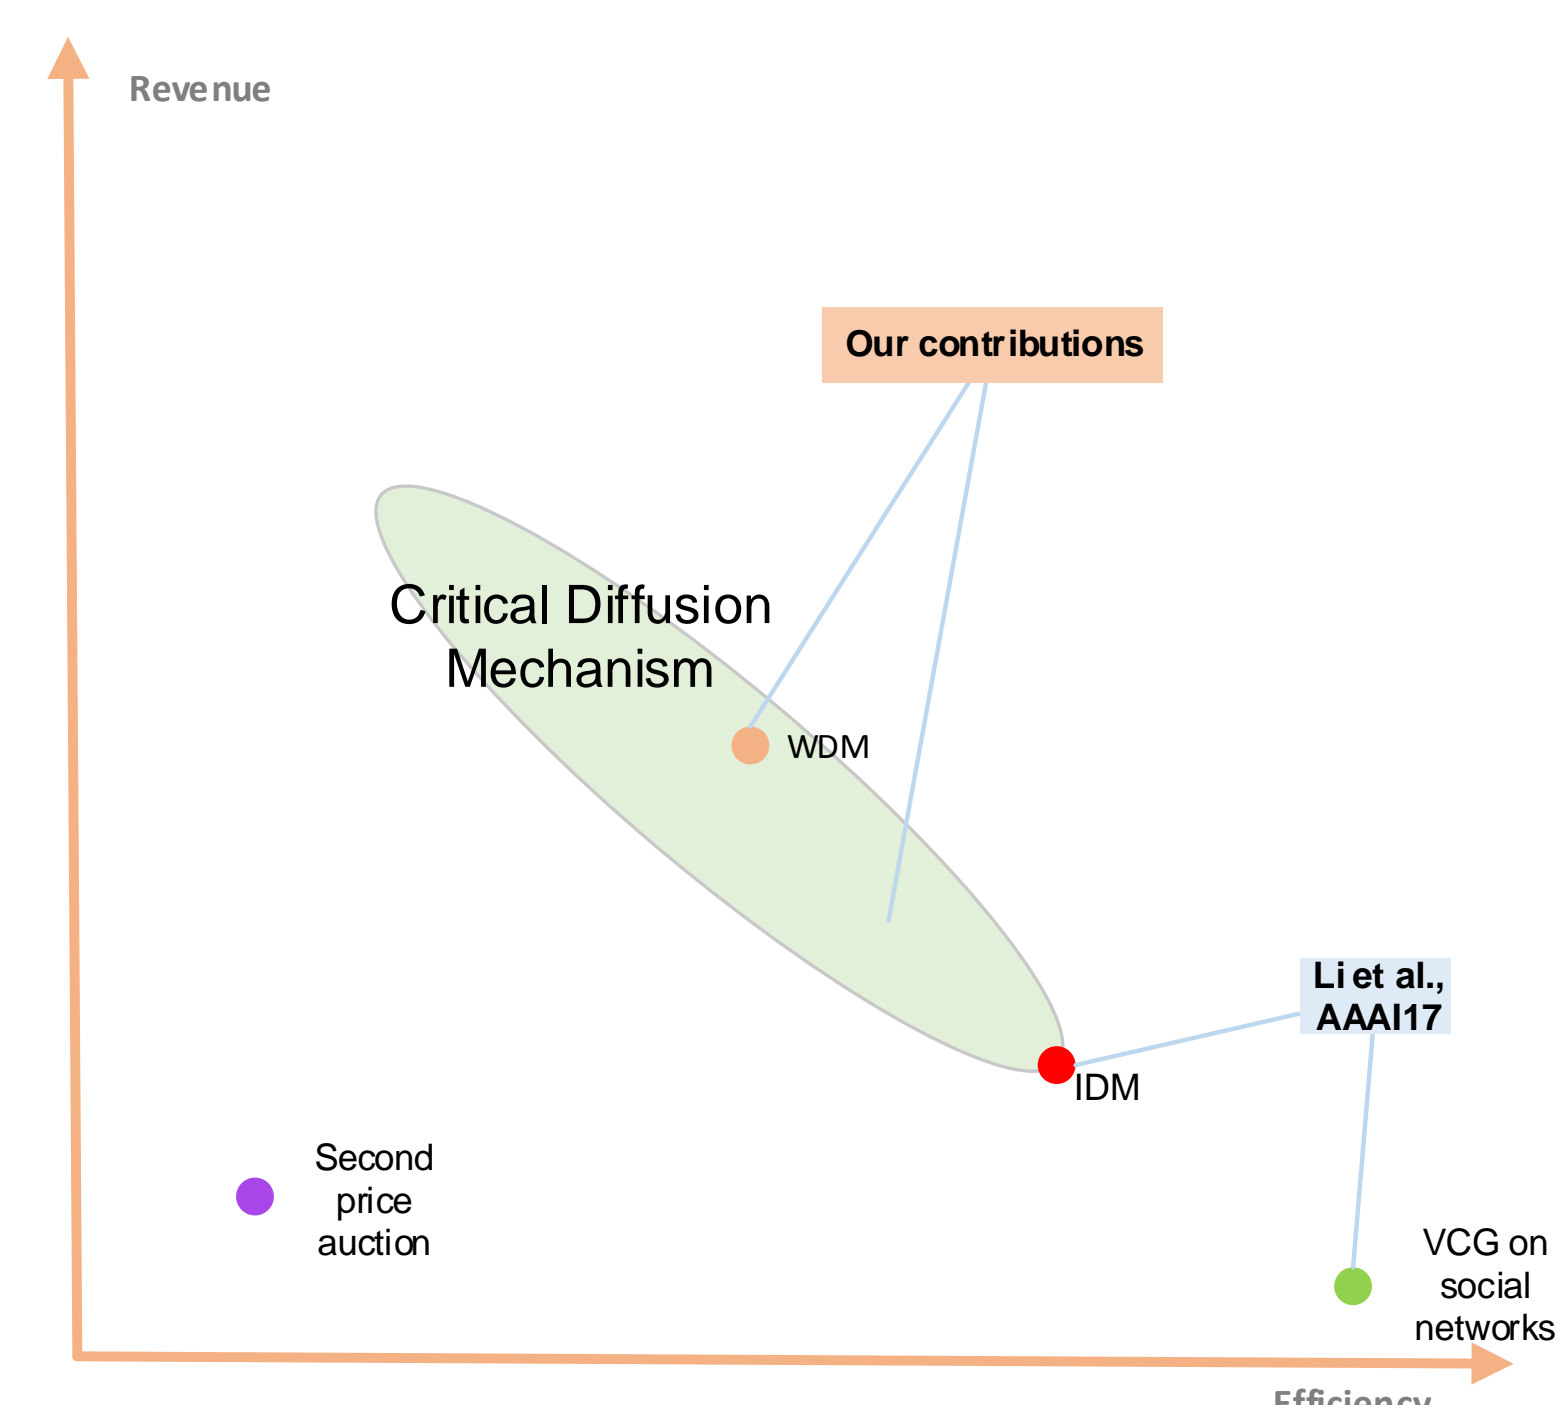 Revenue
Our contributions
Critical Diffusion
Mechanism
WDM
Li et al.,
AAAI17
IDM
Second
price
auction
VCG on
social
networks
Efficiency